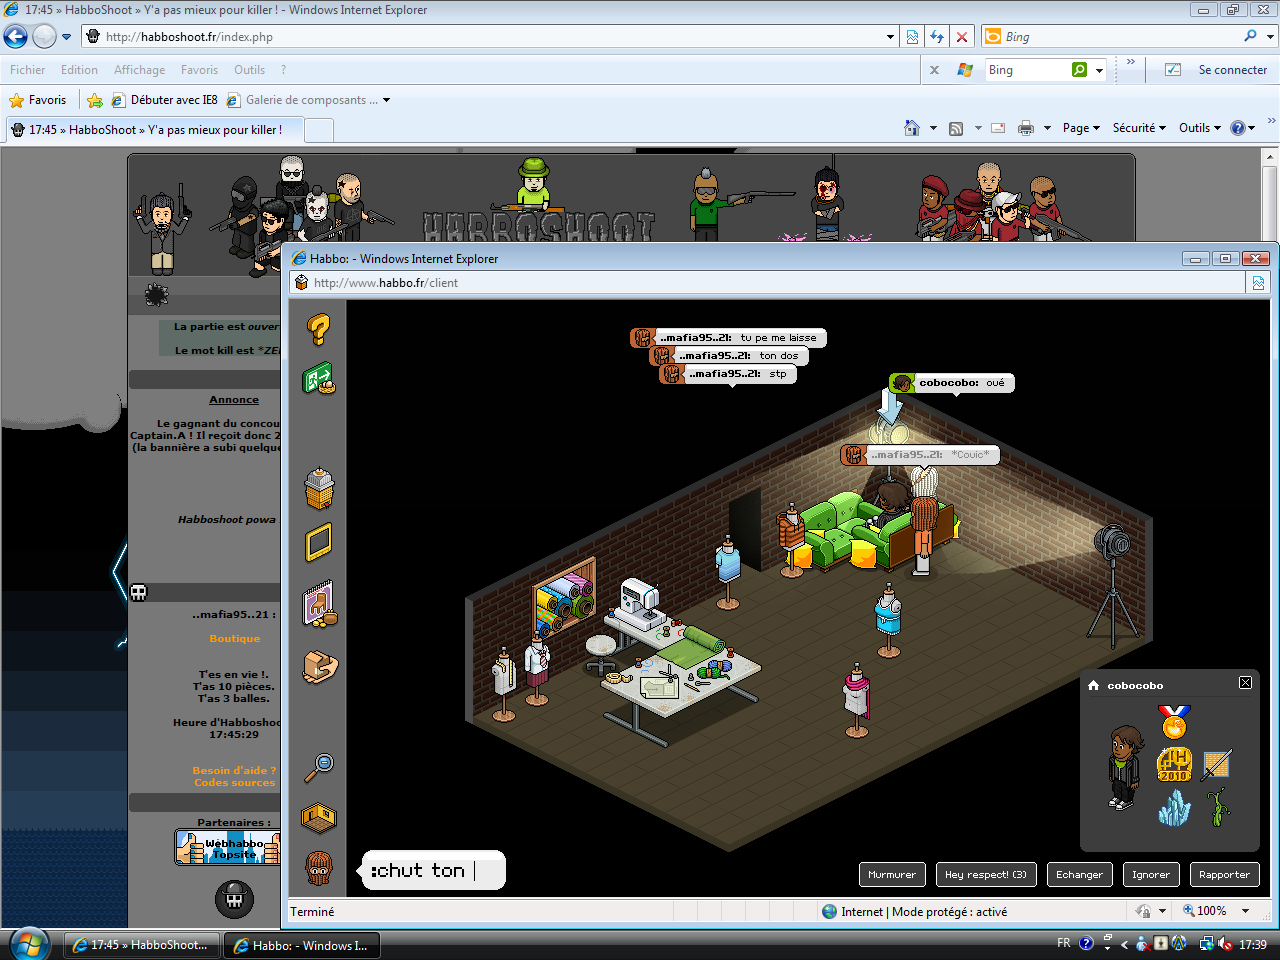 17:45 » HabboShoot » Y'a pas mieux pour killer ! - Windows Internet Explorer
http://habboshoot.fr/index.php
Bing
Fichier Edition Affichage Favoris Outils ?
Bing
Se connecter
Favoris
Débuter avec IE8
Galerie de composants ...
17:45 » HabboShoot » Y'a pas mieux pour killer !
Page
Sécurité
Outils
HABBOSHOOT
La partie est ouver
Le mot kill est *ZE
Annonce
Le gagnant du concou
Captain.A ! Il reçoit donc 2
(la bannière a subi quelque
Habboshoot powa
..mafia95..21 :
Boutique
T'es en vie !.
T'as 10 pièces.
T'as 3 balles.
Heure d'Habboshoo
17:45:29
Besoin d'aide ?
Codes sources
Partenaires :
Webhabbo
Topsite
Habbo: - Windows Internet Explorer
http://www.habbo.fr/client
..mafia95..21: tu pe me laisse
..mafia95..21: ton dos
..mafia95..21: stp
cobocobo: oué
..mafia95..21: *Couic*
cobocobo
H
2010
:chut ton
Murmurer
Hey respect! (3)
Echanger
Ignorer
Rapporter
Terminé
Internet | Mode protégé : activé
100%
17:45 » HabboShoot...
Habbo: - Windows I...
FR
17:39